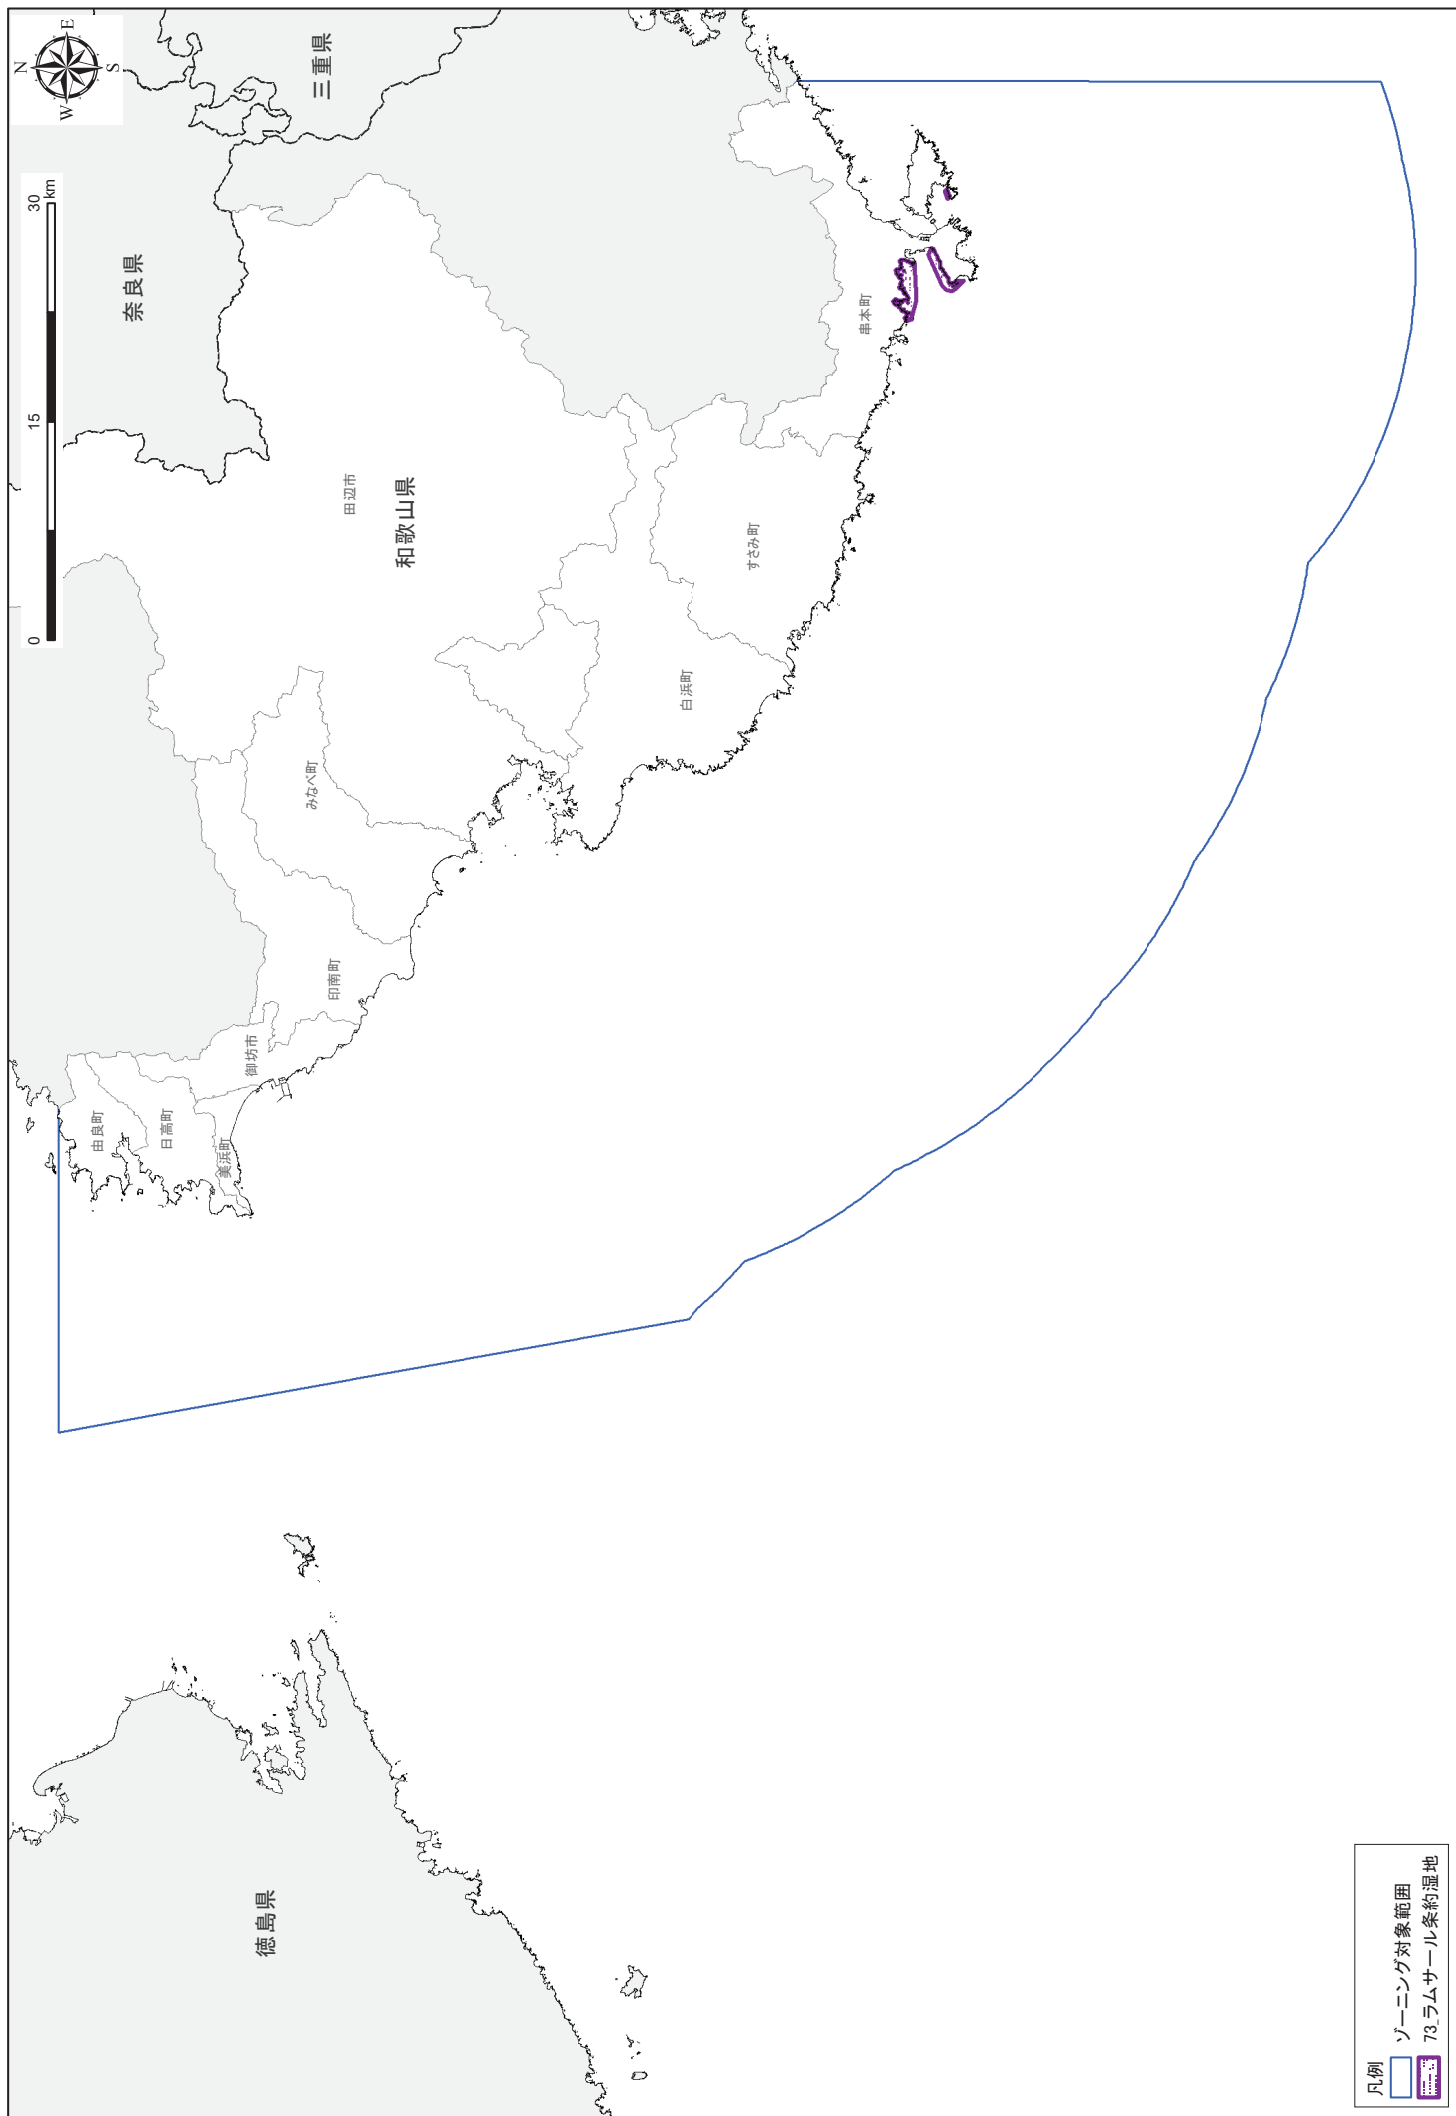 N
W
E
S
0
15
30
km
奈良県
三重県
和歌山県
田辺市
みなべ町
印南町
御坊市
由良町
日高町
美浜町
白浜町
すさみ町
串本町
徳島県
凡例
ゾーニング対象範囲
73_ラムサール条約湿地